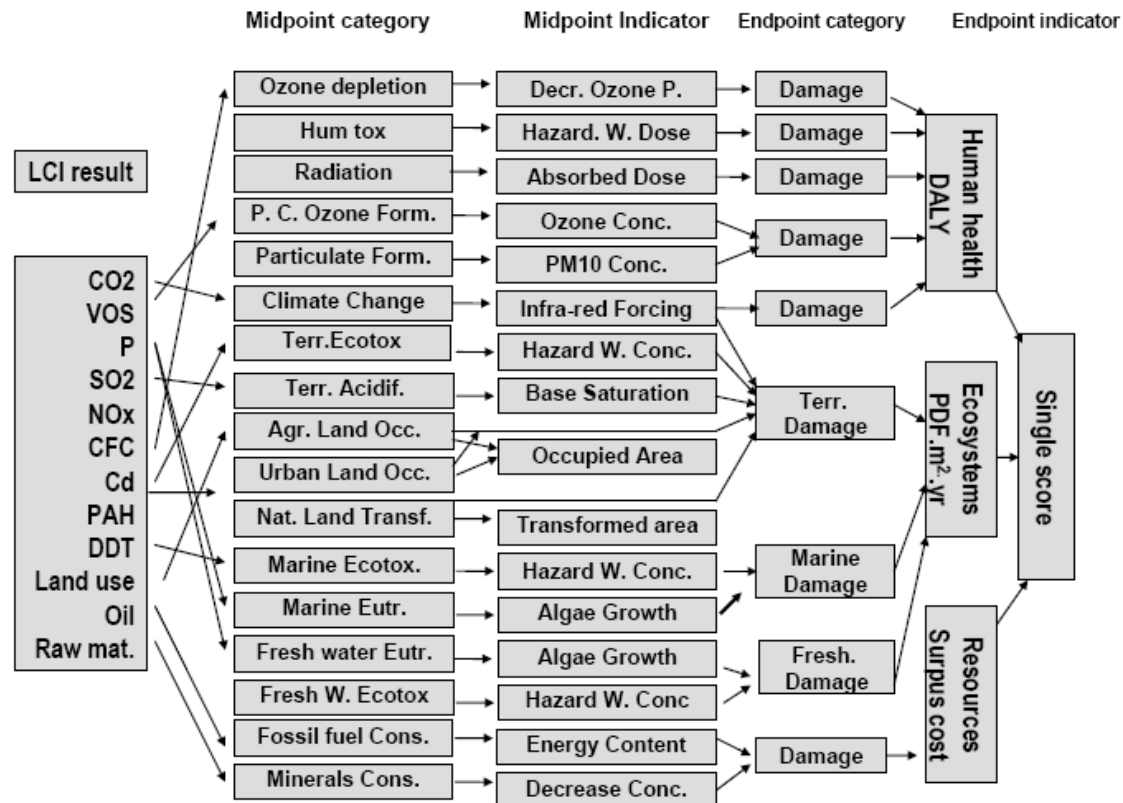 Midpoint category
Midpoint Indicator
Endpoint category
Endpoint indicator
LCI result
CO2
VOS
P
SO2
NOx
CFC
Cd
PAH
DDT
Land use
Oil
Raw mat.
Ozone depletion
Hum tox
Radiation
P. C. Ozone Form.
Particulate Form.
Climate Change
Terr.Ecotox
Terr. Acidif.
Agr. Land Occ.
Urban Land Occ.
Nat. Land Transf.
Marine Ecotox.
Marine Eutr.
Fresh water Eutr.
Fresh W. Ecotox
Fossil fuel Cons.
Minerals Cons.
Decr. Ozone P.
Hazard. W. Dose
Absorbed Dose
Ozone Conc.
PM10 Conc.
Infra-red Forcing
Hazard W. Conc.
Base Saturation
Occupied Area
Transformed area
Hazard W. Conc.
Algae Growth
Algae Growth
Hazard W. Conc
Energy Content
Decrease Conc.
Damage
Damage
Damage
Damage
Damage
Terr.
Damage
Marine
Damage
Fresh.
Damage
Damage
Human health
DALY
Ecosystems
PDF.m².yr
Resources
Surpus cost
Single score